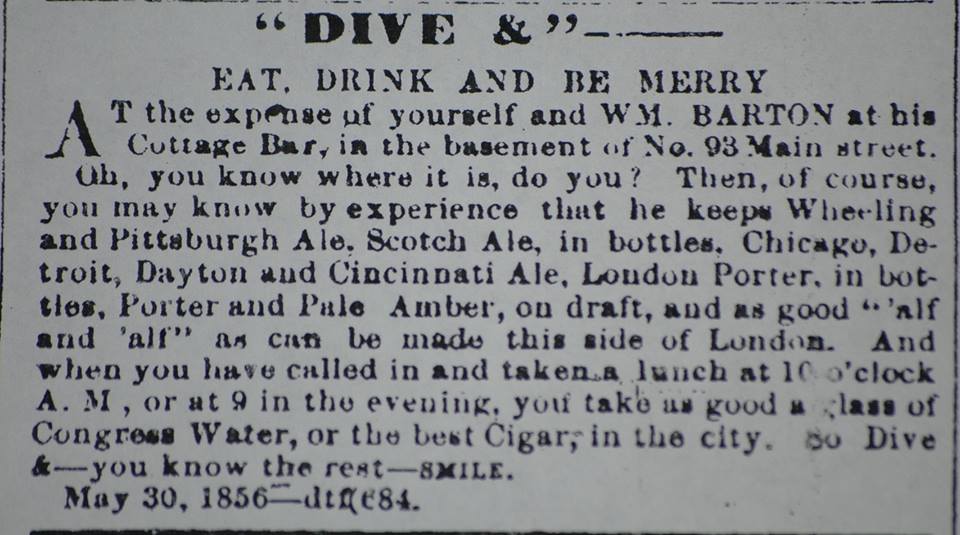 “DIVE &”
EAT, DRINK AND BE MERRY
AT the expense of yourself and WM. BARTON at his
Cottage Bar, in the basement of No. 93 Main street.
Oh, you know where it is, do you? Then, of course,
you may know by experience that he keeps Wheeling
and Pittsburgh Ale, Scotch Ale, in bottles, Chicago, De-
troit, Dayton and Cincinnati Ale, London Porter, in bot-
tles, Porter and Pale Amber, on draft, and as good “'alf
and 'alf” as can be made this side of London. And
when you have called in and taken a lunch at 10 o'clock
A. M , or at 9 in the evening, you take as good a glass of
Congress Water, or the best Cigar, in the city. So Dive
&—you know the rest—SMILE.
May 30, 1856—